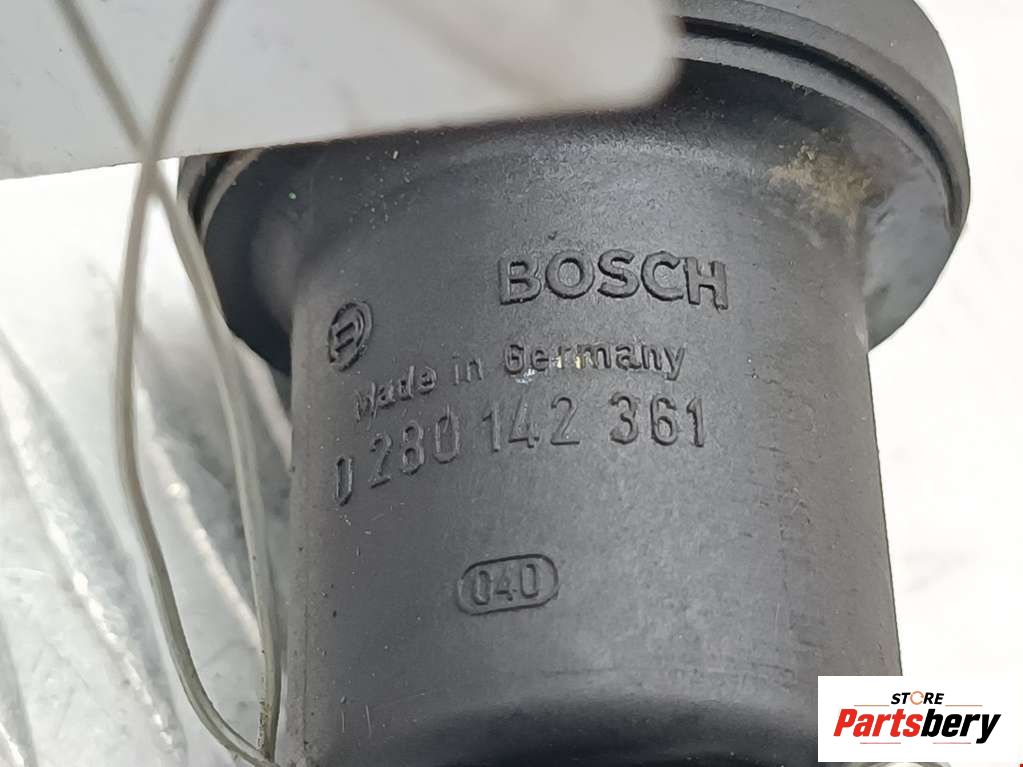 BOSCH
Made in Germany
0 280 142 361
040
STORE
Partsbery